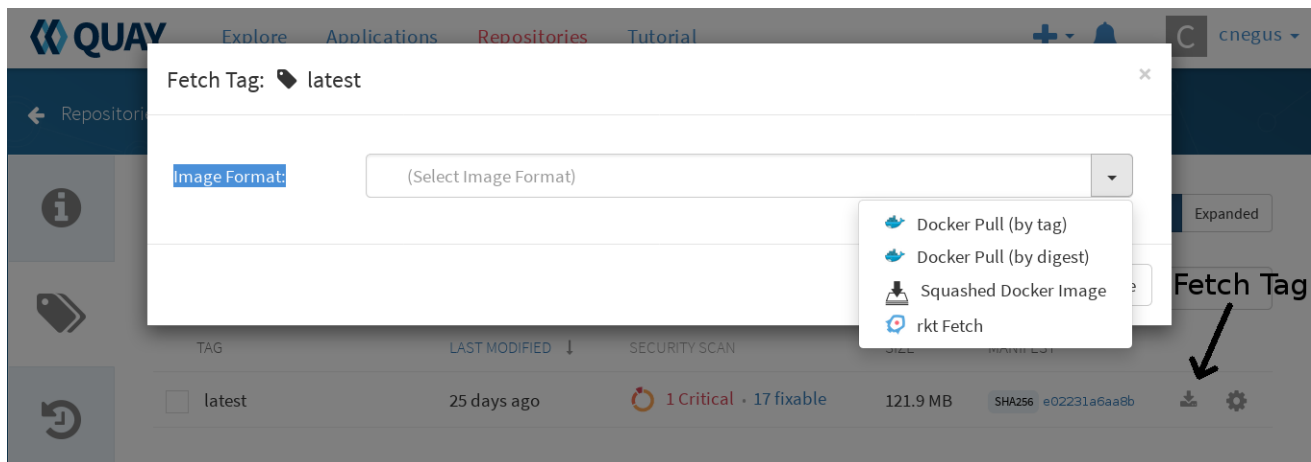 QUAY Explore Applications Repositories Tutorial C cnegus
Fetch Tag: latest ×
Repositori
Image Format: (Select Image Format)
Expanded
Docker Pull (by tag)
Docker Pull (by digest)
Squashed Docker Image
rkt Fetch
Fetch Tag
TAG LAST MODIFIED SECURITY SCAN SIZE MANIFEST
latest 25 days ago 1 Critical · 17 fixable 121.9 MB SHA256 e02231a6aa8b